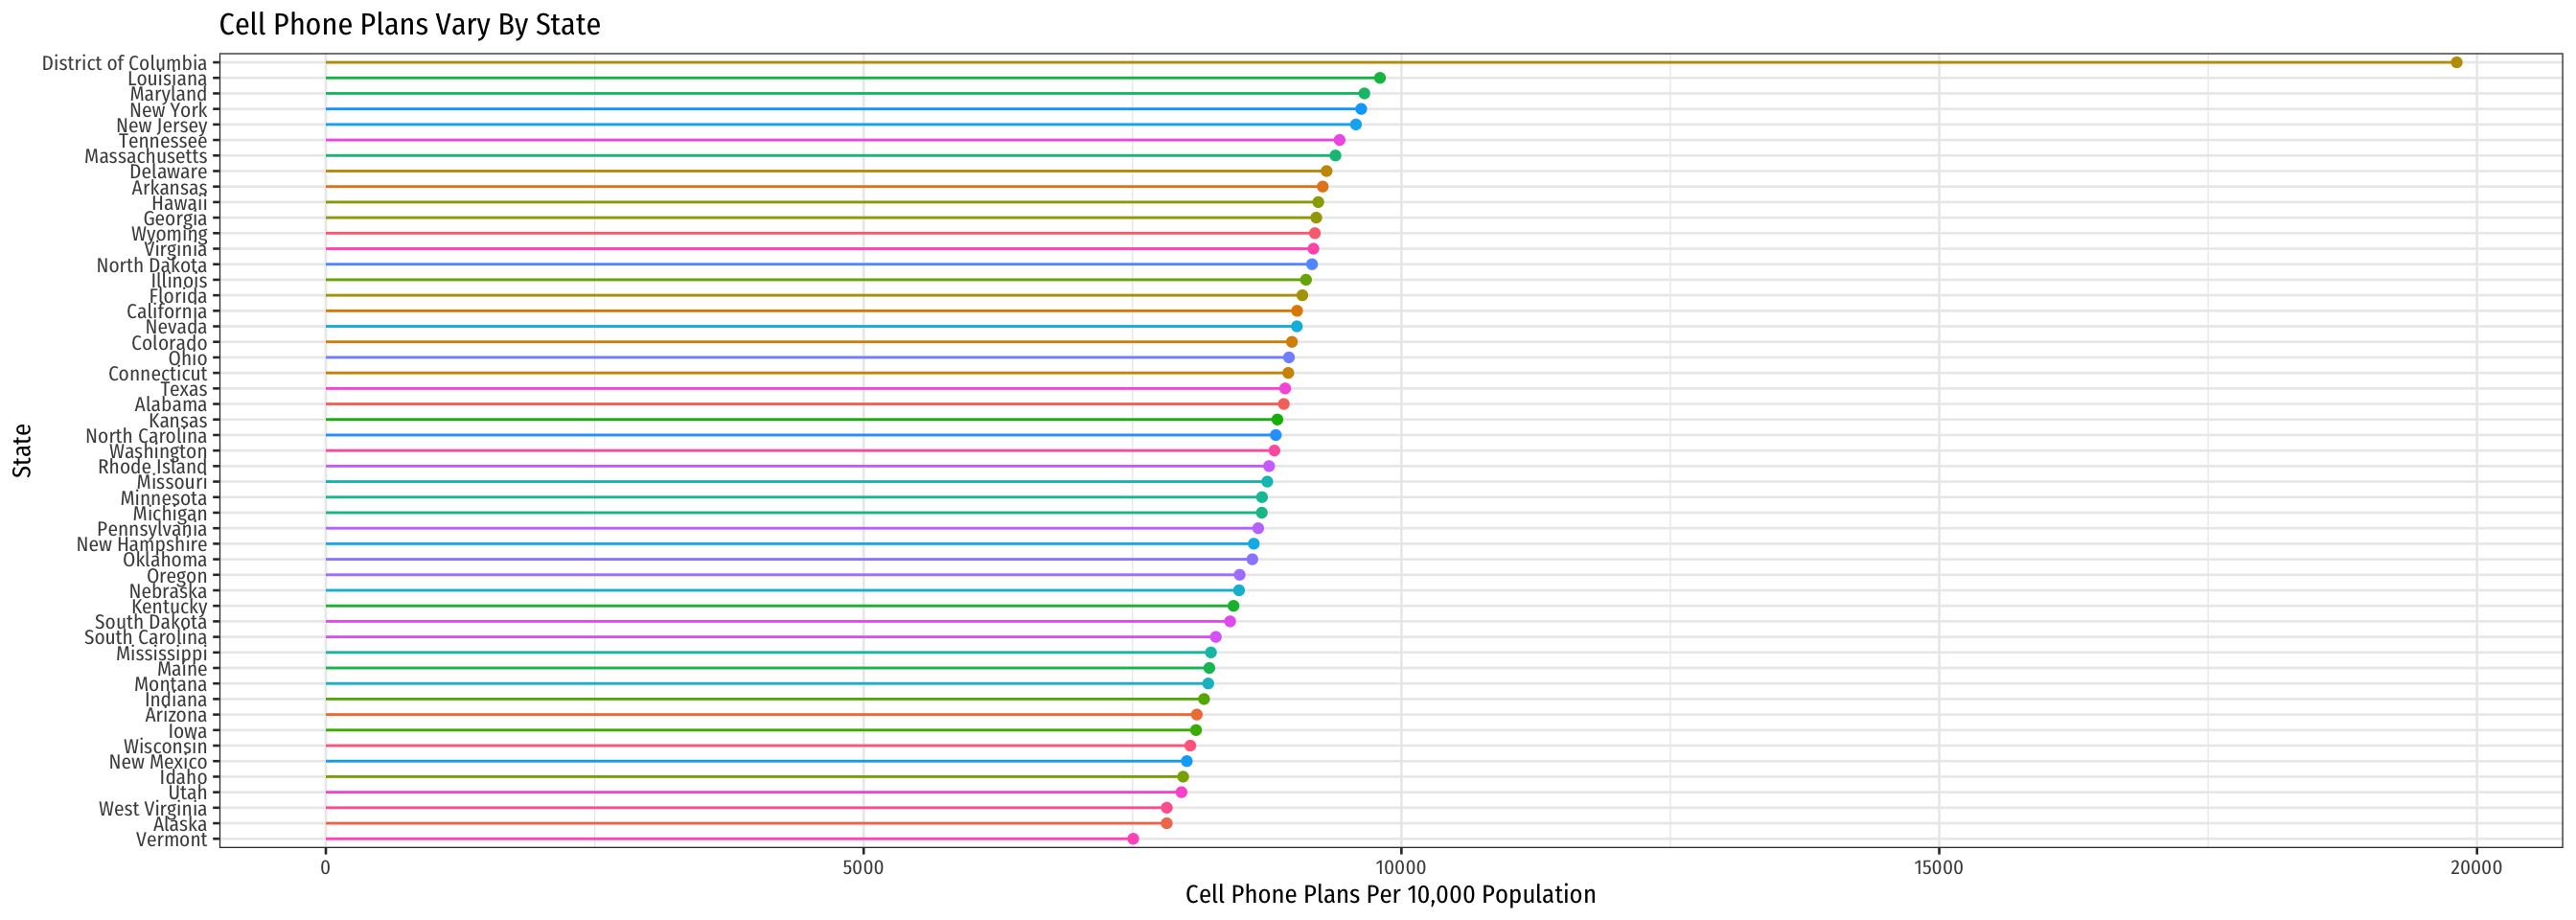 Cell Phone Plans Vary By State
District of Columbia
Louisiana
Maryland
New York
New Jersey
Tennessee
Massachusetts
Delaware
Arkansas
Hawaii
Georgia
Wyoming
Virginia
North Dakota
Illinois
Florida
California
Nevada
Colorado
Ohio
Connecticut
Texas
Alabama
Kansas
North Carolina
Washington
Rhode Island
Missouri
Minnesota
Michigan
Pennsylvania
New Hampshire
Oklahoma
Oregon
Nebraska
Kentucky
South Dakota
South Carolina
Mississippi
Maine
Montana
Indiana
Arizona
Iowa
Wisconsin
New Mexico
Idaho
Utah
West Virginia
Alaska
Vermont
State
0 5000 10000 15000 20000
Cell Phone Plans Per 10,000 Population